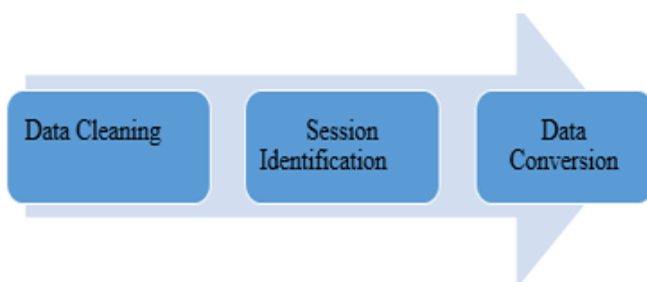 Data Cleaning
Session
Identification
Data
Conversion